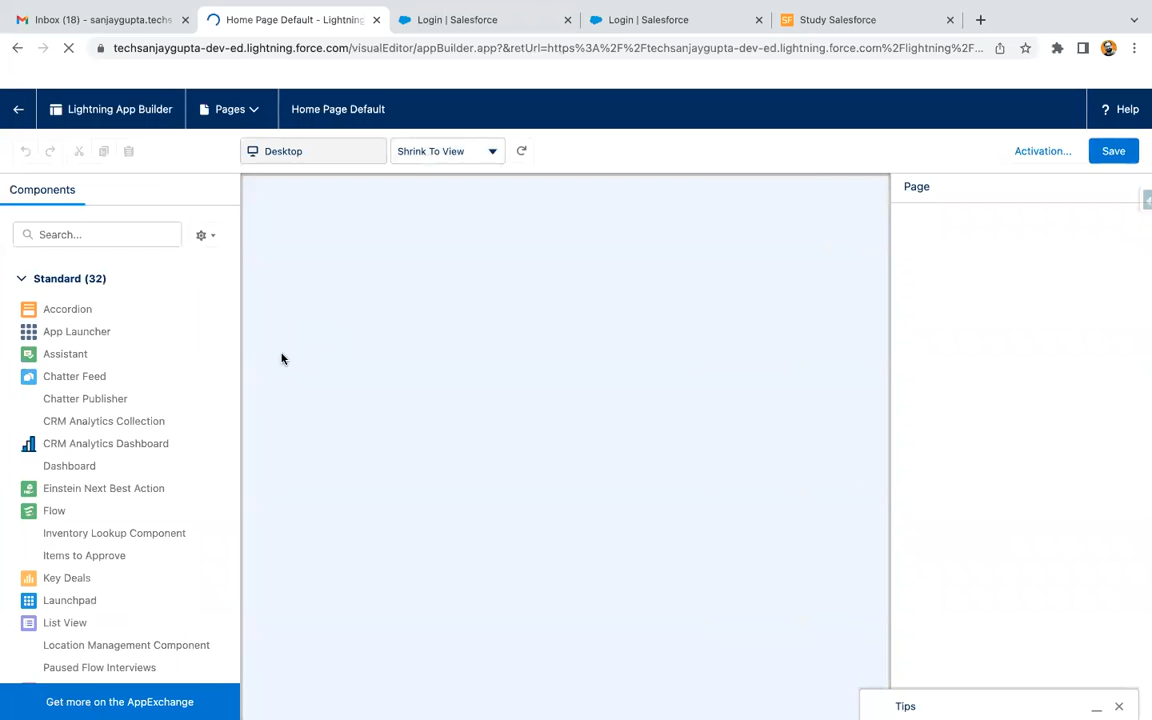 Inbox (18) - sanjaygupta.techs
Home Page Default - Lightning
Login | Salesforce
Login | Salesforce
Study Salesforce
techsanjaygupta-dev-ed.lightning.force.com/visualEditor/appBuilder.app?&retUrl=https%3A%2F%2Ftechsanjaygupta-dev-ed.lightning.force.com%2Flightning%2F...
Lightning App Builder
Pages
Home Page Default
? Help
Desktop
Shrink To View
Activation...
Save
Components
Page
Search...
Standard (32)
Accordion
App Launcher
Assistant
Chatter Feed
Chatter Publisher
CRM Analytics Collection
CRM Analytics Dashboard
Dashboard
Einstein Next Best Action
Flow
Inventory Lookup Component
Items to Approve
Key Deals
Launchpad
List View
Location Management Component
Paused Flow Interviews
Get more on the AppExchange
Tips